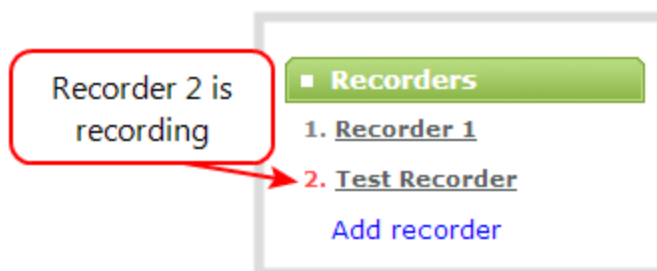 Recorder 2 is
recording
Recorders
1. Recorder 1
2. Test Recorder
Add recorder